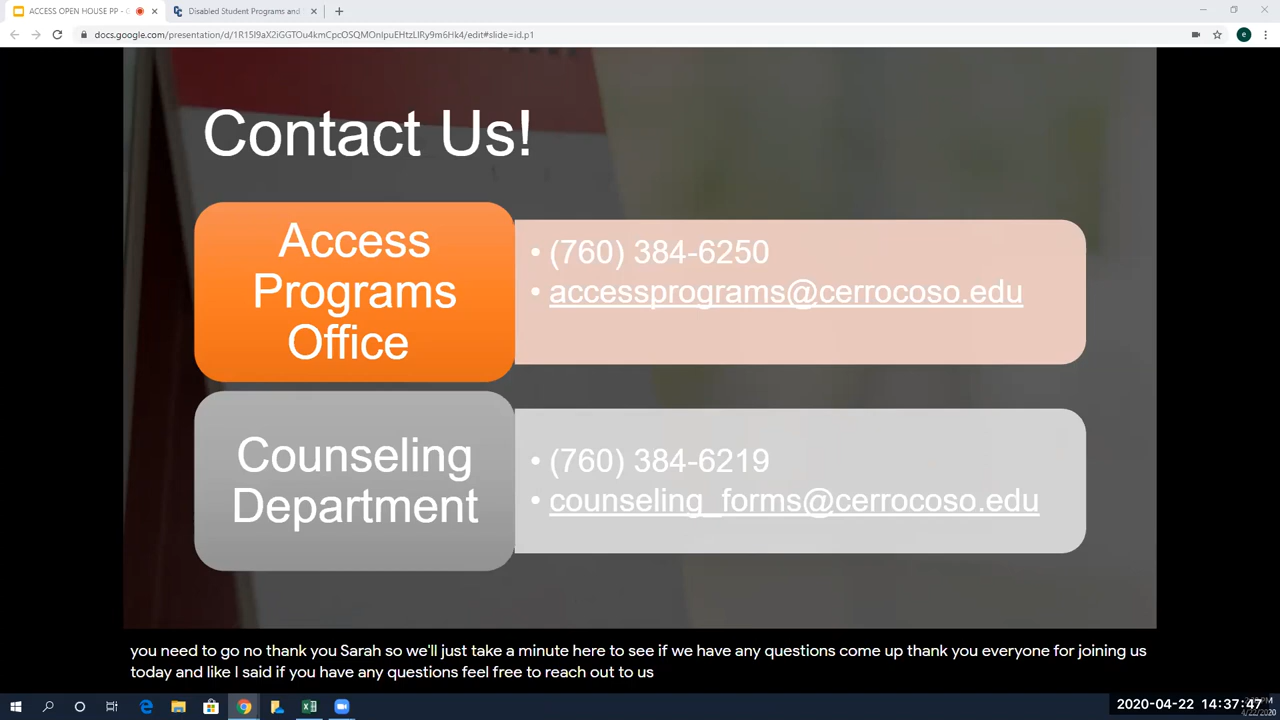 ACCESS OPEN HOUSE PP - G
Disabled Student Programs and
docs.google.com/presentation/d/1R15I9aX2iGGTOu4kmCpcOSQMOnIpuEHtzLlRy9m6Hk4/edit#slide=id.p1
Contact Us!
Access
Programs
Office
• (760) 384-6250
• accessprograms@cerrocoso.edu
Counseling
Department
• (760) 384-6219
• counseling_forms@cerrocoso.edu
you need to go no thank you Sarah so we'll just take a minute here to see if we have any questions come up thank you everyone for joining us
today and like I said if you have any questions feel free to reach out to us
2020-04-22 14:37:47